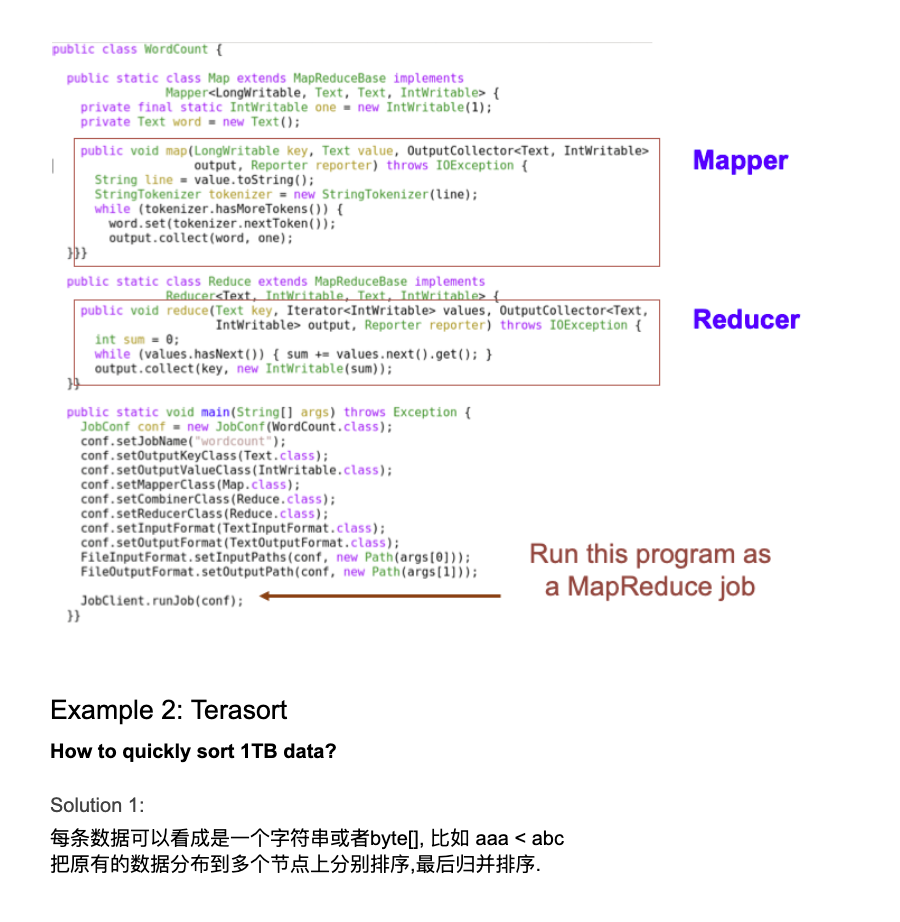 public class WordCount {
public static class Map extends MapReduceBase implements
Mapper<LongWritable, Text, Text, IntWritable> {
private final static IntWritable one = new IntWritable(1);
private Text word = new Text();
public void map(LongWritable key, Text value, OutputCollector<Text, IntWritable>
output, Reporter reporter) throws IOException {
String line = value.toString();
StringTokenizer tokenizer = new StringTokenizer(line);
while (tokenizer.hasMoreTokens()) {
word.set(tokenizer.nextToken());
output.collect(word, one);
}}}
Mapper
public static class Reduce extends MapReduceBase implements
Reducer<Text, IntWritable, Text, IntWritable> {
public void reduce(Text key, Iterator<IntWritable> values, OutputCollector<Text,
IntWritable> output, Reporter reporter) throws IOException {
int sum = 0;
while (values.hasNext()) { sum += values.next().get(); }
output.collect(key, new IntWritable(sum));
}}
Reducer
public static void main(String[] args) throws Exception {
JobConf conf = new JobConf(WordCount.class);
conf.setJobName("wordcount");
conf.setOutputKeyClass(Text.class);
conf.setOutputValueClass(IntWritable.class);
conf.setMapperClass(Map.class);
conf.setCombinerClass(Reduce.class);
conf.setReducerClass(Reduce.class);
conf.setInputFormat(TextInputFormat.class);
conf.setOutputFormat(TextOutputFormat.class);
FileInputFormat.setInputPaths(conf, new Path(args[0]));
FileOutputFormat.setOutputPath(conf, new Path(args[1]));
JobClient.runJob(conf);
}}
Run this program as
a MapReduce job
Example 2: Terasort
How to quickly sort 1TB data?
Solution 1:
每条数据可以看成是一个字符串或者byte[], 比如 aaa < abc
把原有的数据分布到多个节点上分别排序,最后归并排序.